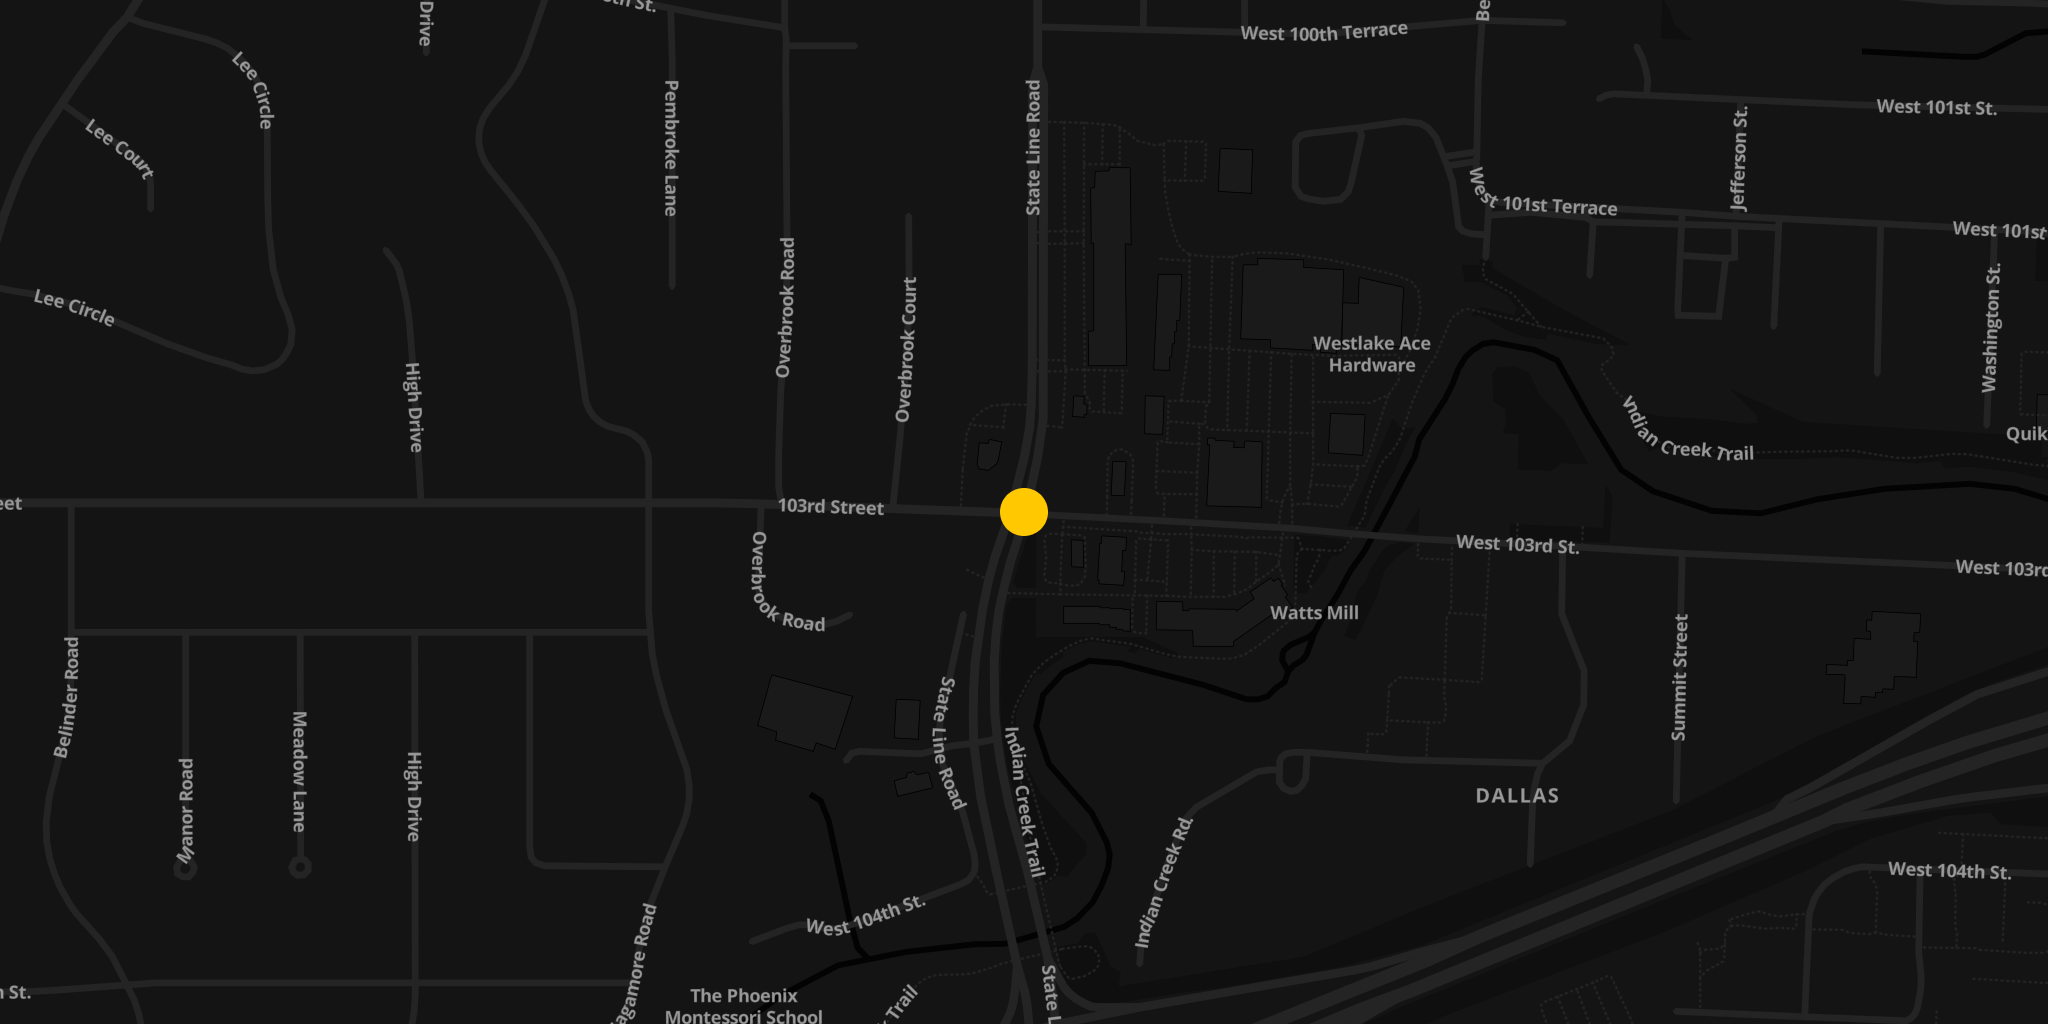 Drive
West 100th Terrace
Lee Circle
Pembroke Lane
State Line Road
West 101st St.
Lee Court
Jefferson St.
West 101st Terrace
West 101st
Overbrook Road
Overbrook Court
Lee Circle
Washington St.
Westlake Ace
Hardware
High Drive
Indian Creek Trail
Quik
103rd Street
West 103rd St.
West 103rd
Overbrook Road
Watts Mill
Belinder Road
Summit Street
State Line Road
Meadow Lane
Manor Road
High Drive
Indian Creek Trail
DALLAS
Indian Creek Rd.
West 104th St.
West 104th St.
The Phoenix
Montessori School
Trail
State L